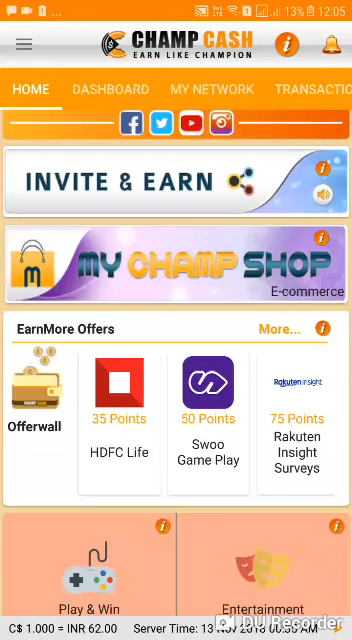 13% 12:05
CHAMP CASH
EARN LIKE CHAMPION
HOME DASHBOARD MY NETWORK TRANSACTIO
INVITE & EARN
MY CHAMP SHOP
E-commerce
EarnMore Offers More...
Offerwall
35 Points
HDFC Life
50 Points
Swoo
Game Play
Rakuten Insight
75 Points
Rakuten
Insight
Surveys
Play & Win
Entertainment
C$ 1.000 = INR 62.00 Server Time: 13 Nov
DU Recorder